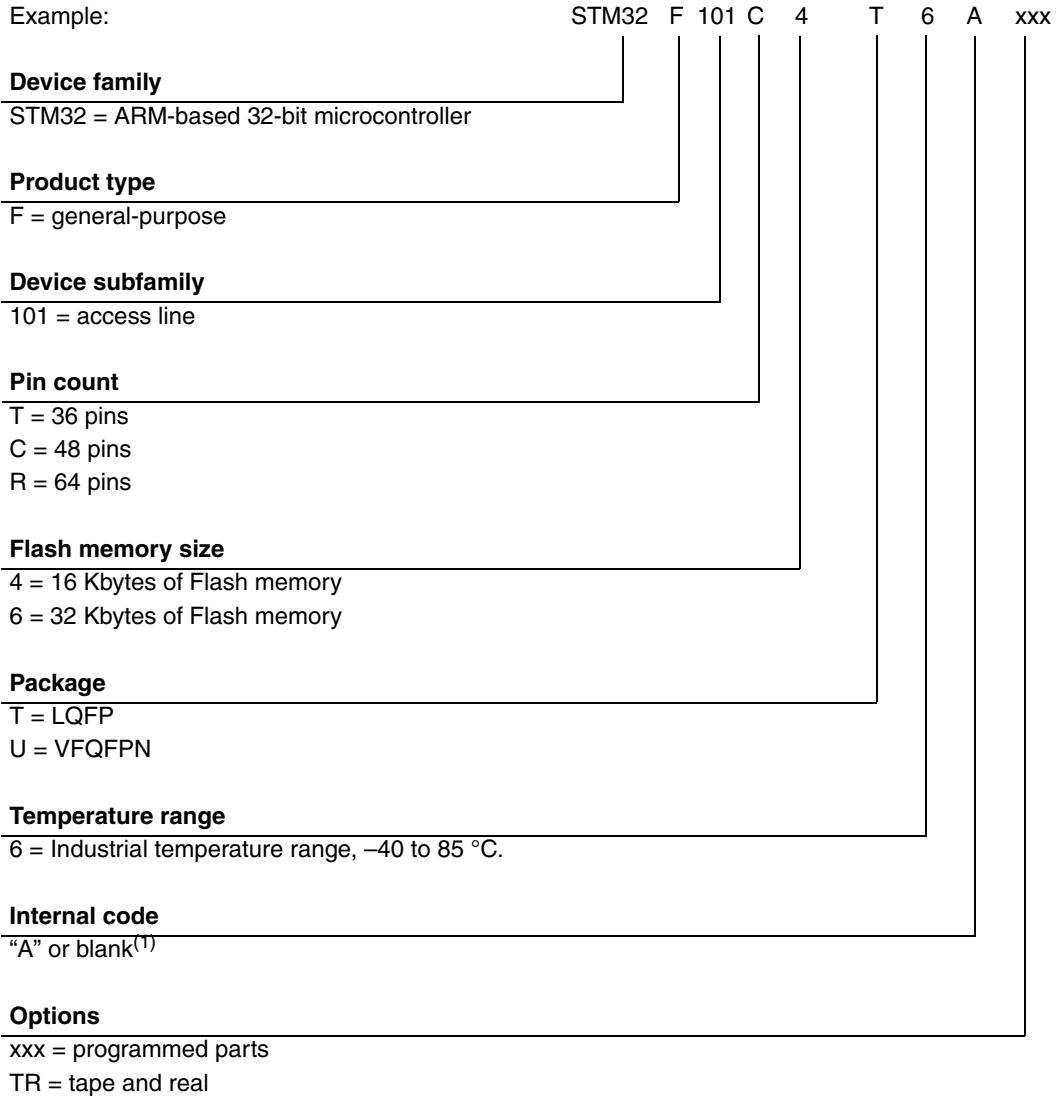 Example: STM32 F 101 C 4 T 6 A xxx
Device family
STM32 = ARM-based 32-bit microcontroller
Product type
F = general-purpose
Device subfamily
101 = access line
Pin count
T = 36 pins
C = 48 pins
R = 64 pins
Flash memory size
4 = 16 Kbytes of Flash memory
6 = 32 Kbytes of Flash memory
Package
T = LQFP
U = VFQFPN
Temperature range
6 = Industrial temperature range, –40 to 85 °C.
Internal code
“A” or blank(1)
Options
xxx = programmed parts
TR = tape and real